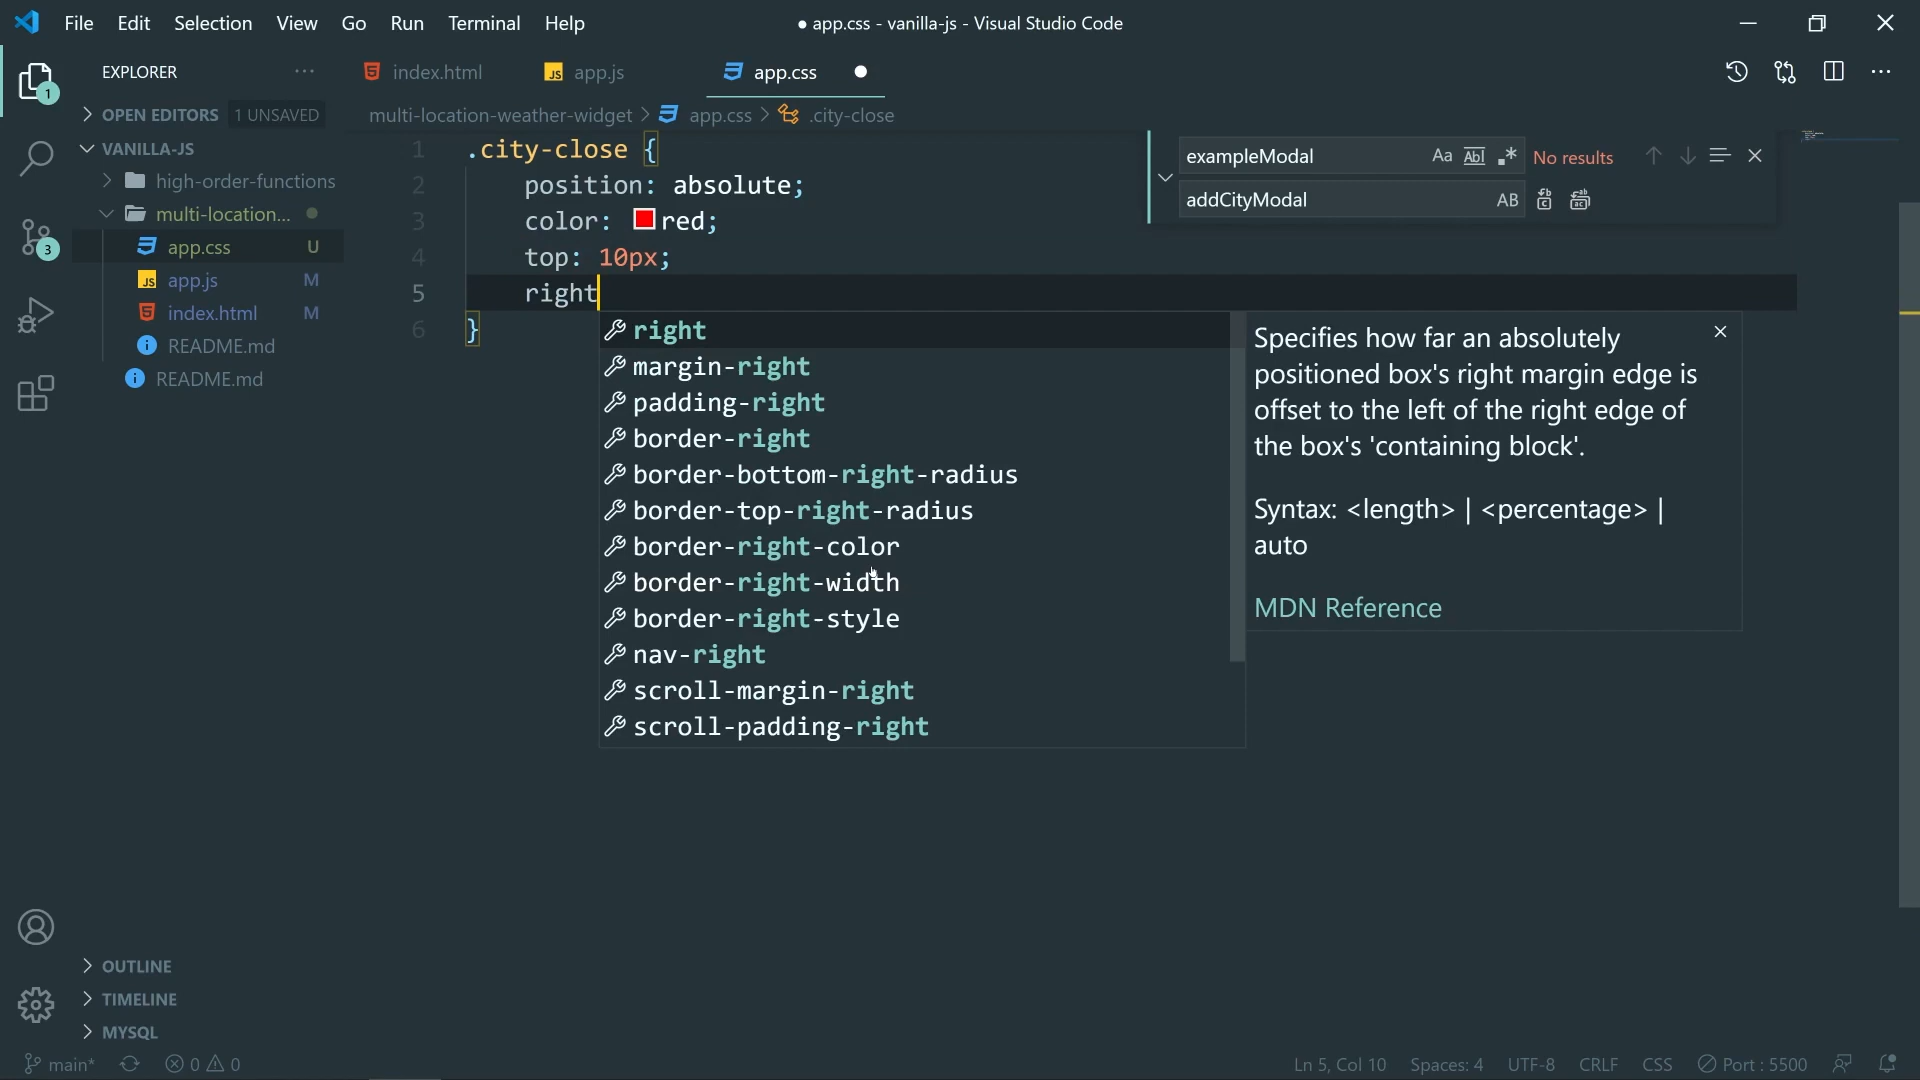 File Edit Selection View Go Run Terminal Help
● app.css - vanilla-js - Visual Studio Code
EXPLORER ···
index.html
JS app.js
app.css ●
1
OPEN EDITORS 1 UNSAVED
multi-location-weather-widget > app.css > .city-close
VANILLA-JS
high-order-functions
multi-location...
app.css U
JS app.js M
index.html M
README.md
README.md
3
1 .city-close {
2 position: absolute;
3 color: red;
4 top: 10px;
5 right
6 }
exampleModal Aa Abl .* No results
addCityModal AB
right
margin-right
padding-right
border-right
border-bottom-right-radius
border-top-right-radius
border-right-color
border-right-width
border-right-style
nav-right
scroll-margin-right
scroll-padding-right
Specifies how far an absolutely
positioned box's right margin edge is
offset to the left of the right edge of
the box's 'containing block'.
Syntax: <length> | <percentage> |
auto
MDN Reference
OUTLINE
TIMELINE
MYSQL
main* 0 0
Ln 5, Col 10 Spaces: 4 UTF-8 CRLF CSS Port : 5500